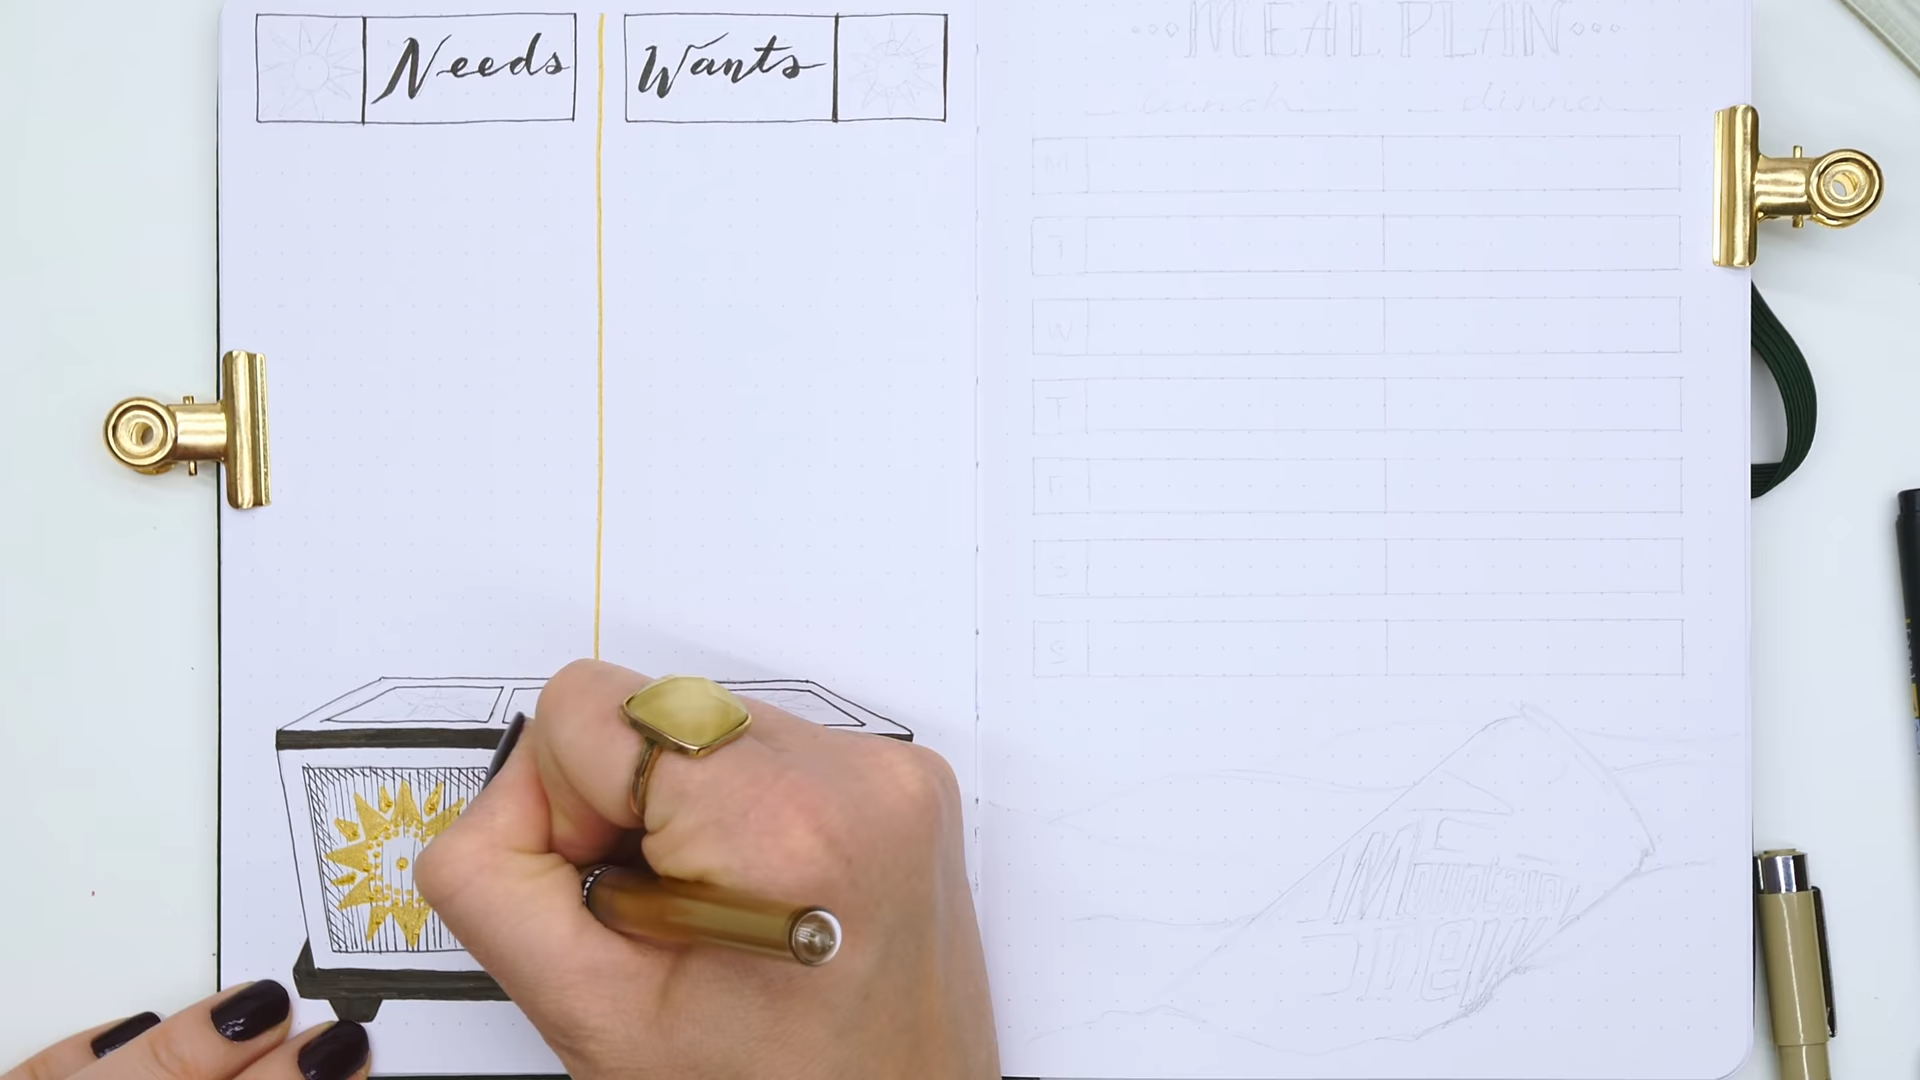 Needs
Wants
MEAL PLAN
lunch dinner
M
T
W
T
F
S
S
Mountain
Dew